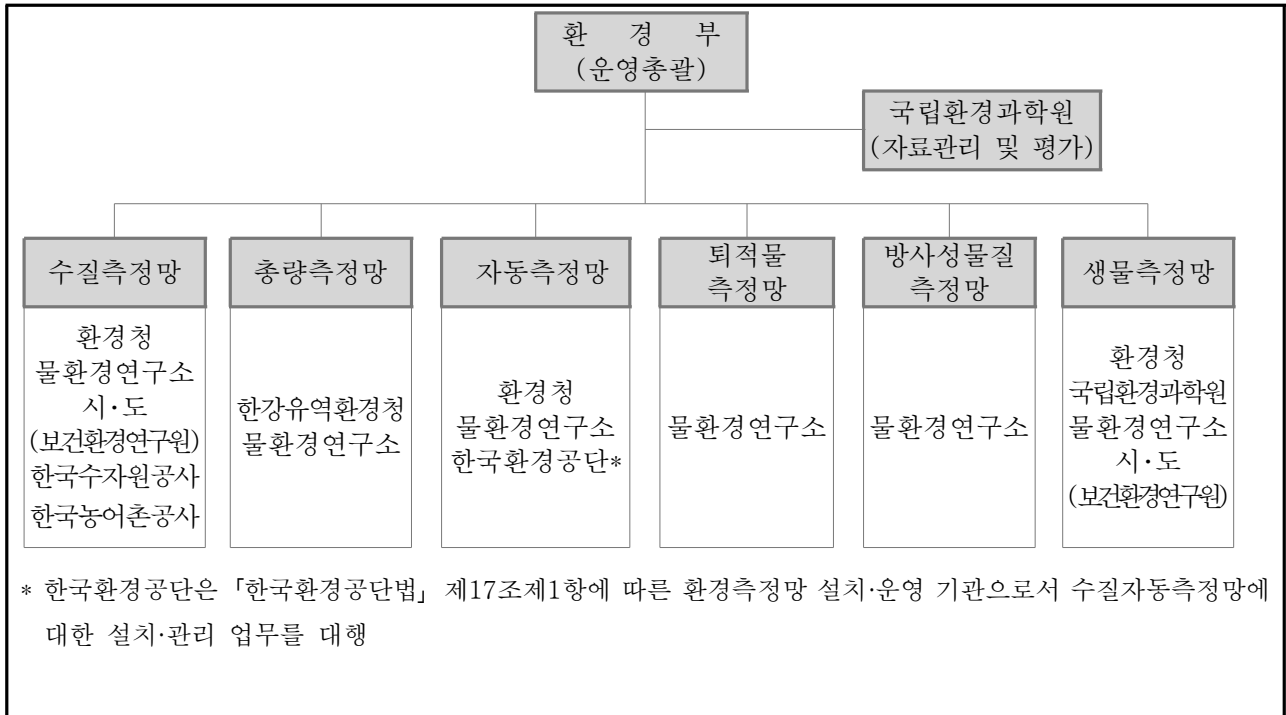 환 경 부
(운영총괄)
국립환경과학원
(자료관리 및 평가)
수질측정망
총량측정망
자동측정망
퇴적물
측정망
방사성물질
측정망
생물측정망
환경청
물환경연구소
시·도
(보건환경연구원)
한국수자원공사
한국농어촌공사
한강유역환경청
물환경연구소
환경청
물환경연구소
한국환경공단*
물환경연구소
물환경연구소
환경청
국립환경과학원
물환경연구소
시·도
(보건환경연구원)
* 한국환경공단은 「한국환경공단법」 제17조제1항에 따른 환경측정망 설치·운영 기관으로서 수질자동측정망에
대한 설치·관리 업무를 대행